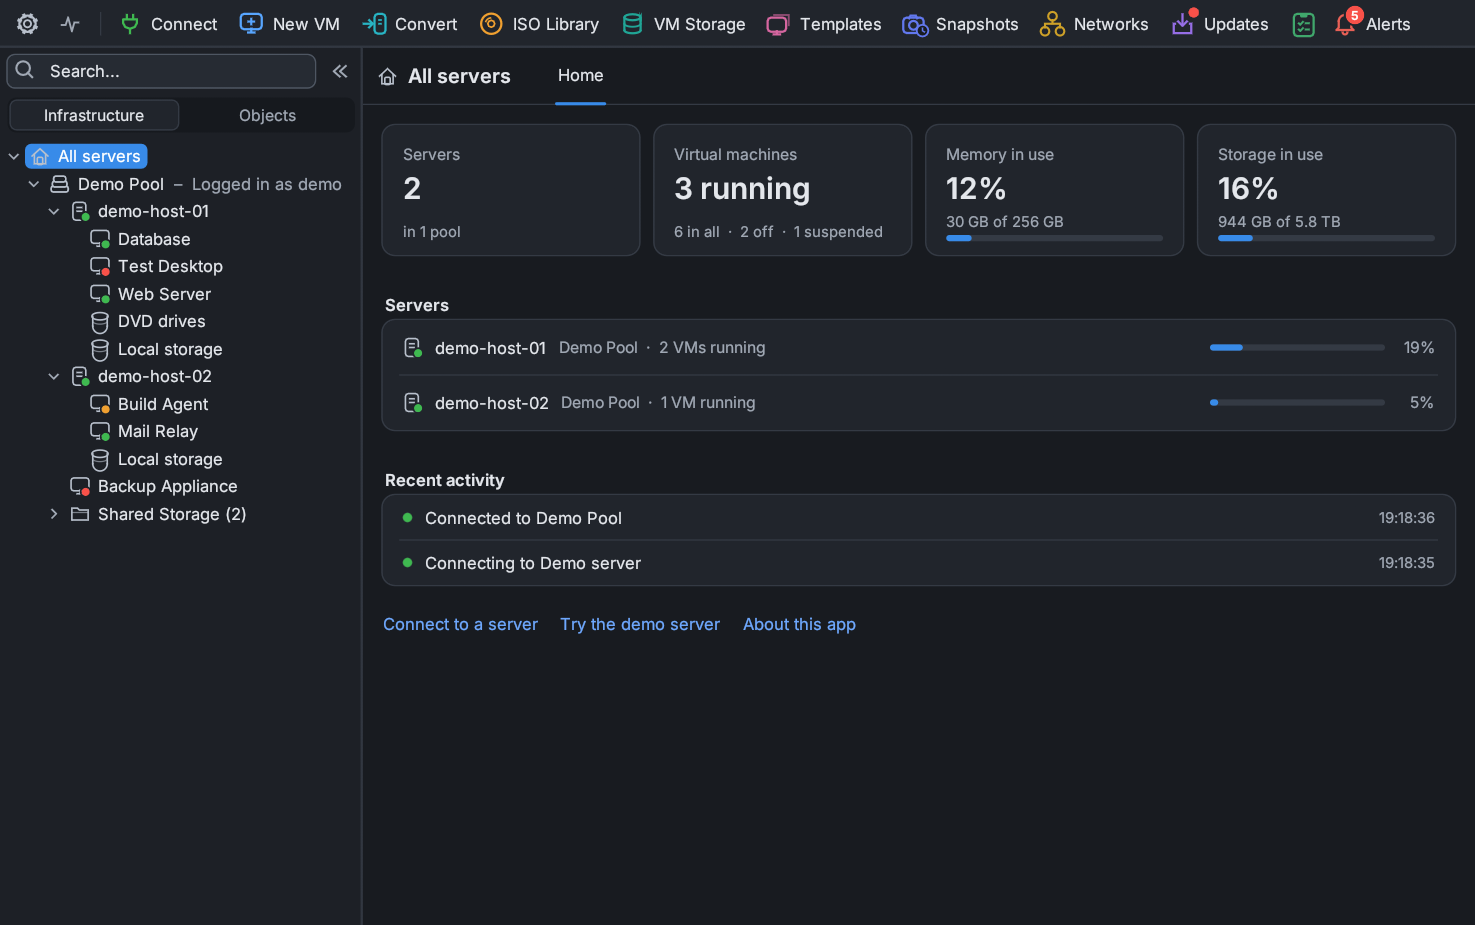 Connect New VM Convert ISO Library VM Storage Templates Snapshots Networks Updates 5 Alerts
Search...
Infrastructure Objects
All servers
Demo Pool – Logged in as demo
demo-host-01
Database
Test Desktop
Web Server
DVD drives
Local storage
demo-host-02
Build Agent
Mail Relay
Local storage
Backup Appliance
Shared Storage (2)
All servers Home
Servers
2
in 1 pool
Virtual machines
3 running
6 in all · 2 off · 1 suspended
Memory in use
12%
30 GB of 256 GB
Storage in use
16%
944 GB of 5.8 TB
Servers
demo-host-01 Demo Pool · 2 VMs running 19%
demo-host-02 Demo Pool · 1 VM running 5%
Recent activity
Connected to Demo Pool 19:18:36
Connecting to Demo server 19:18:35
Connect to a server Try the demo server About this app